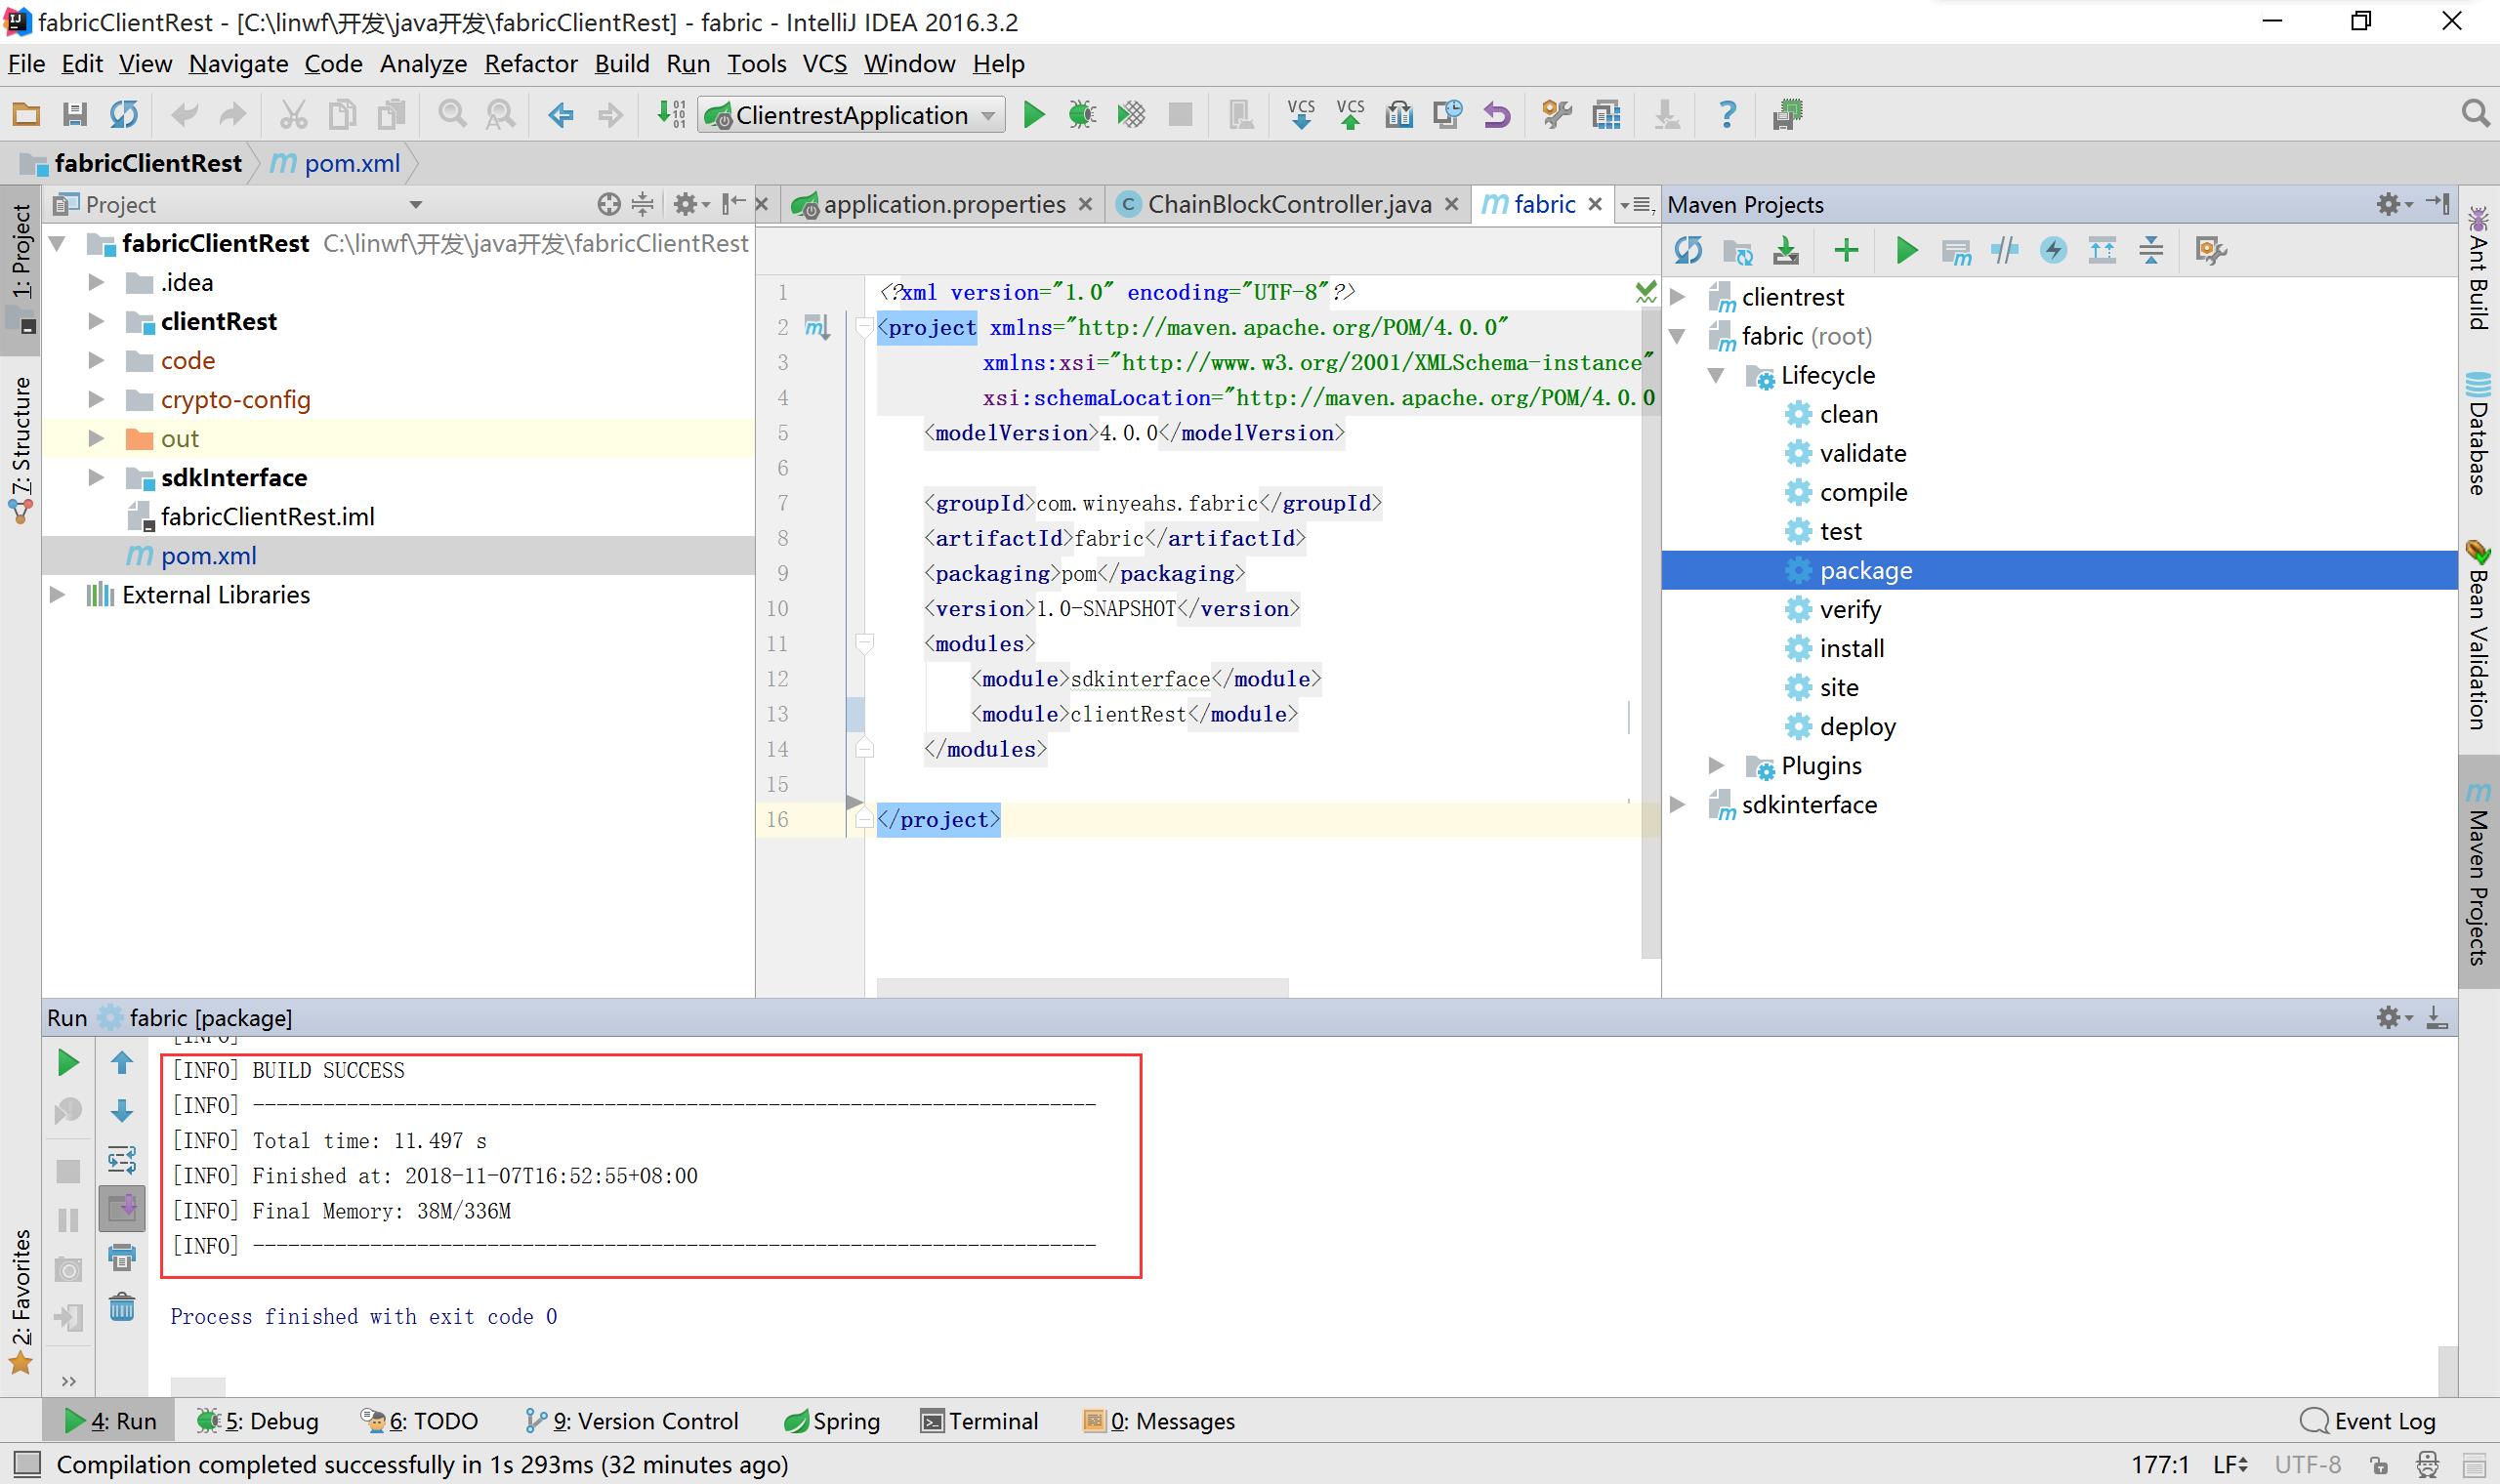 fabricClientRest - [C:\linwf\开发\java开发\fabricClientRest] - fabric - IntelliJ IDEA 2016.3.2
File Edit View Navigate Code Analyze Refactor Build Run Tools VCS Window Help
ClientrestApplication
VCS VCS
fabricClientRest pom.xml
1: Project
7: Structure
2: Favorites
Project
fabricClientRest C:\linwf\开发\java开发\fabricClientRest
.idea
clientRest
code
crypto-config
out
sdkInterface
fabricClientRest.iml
pom.xml
External Libraries
application.properties ChainBlockController.java fabric
1 <?xml version="1.0" encoding="UTF-8"?>
2 <project xmlns="http://maven.apache.org/POM/4.0.0"
3 xmlns:xsi="http://www.w3.org/2001/XMLSchema-instance"
4 xsi:schemaLocation="http://maven.apache.org/POM/4.0.0
5 <modelVersion>4.0.0</modelVersion>
6
7 <groupId>com.winyeahs.fabric</groupId>
8 <artifactId>fabric</artifactId>
9 <packaging>pom</packaging>
10 <version>1.0-SNAPSHOT</version>
11 <modules>
12 <module>sdkinterface</module>
13 <module>clientRest</module>
14 </modules>
15
16 </project>
Maven Projects
clientrest
fabric (root)
Lifecycle
clean
validate
compile
test
package
verify
install
site
deploy
Plugins
sdkinterface
Ant Build
Database
Bean Validation
Maven Projects
Run fabric [package]
[INFO]
[INFO] BUILD SUCCESS
[INFO] ------------------------------------------------------------------------
[INFO] Total time: 11.497 s
[INFO] Finished at: 2018-11-07T16:52:55+08:00
[INFO] Final Memory: 38M/336M
[INFO] ------------------------------------------------------------------------
Process finished with exit code 0
4: Run 5: Debug 6: TODO 9: Version Control Spring Terminal 0: Messages Event Log
Compilation completed successfully in 1s 293ms (32 minutes ago) 177:1 LF UTF-8